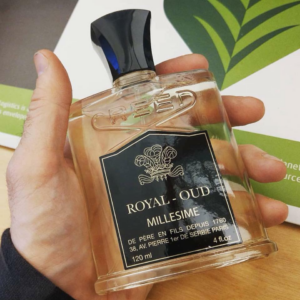 ROYAL - OUD
MILLESIME
DE PÈRE EN FILS DEPUIS 1760
38, AV. PIERRE 1er DE SERBIE PARIS
120 ml
4 fl.oz